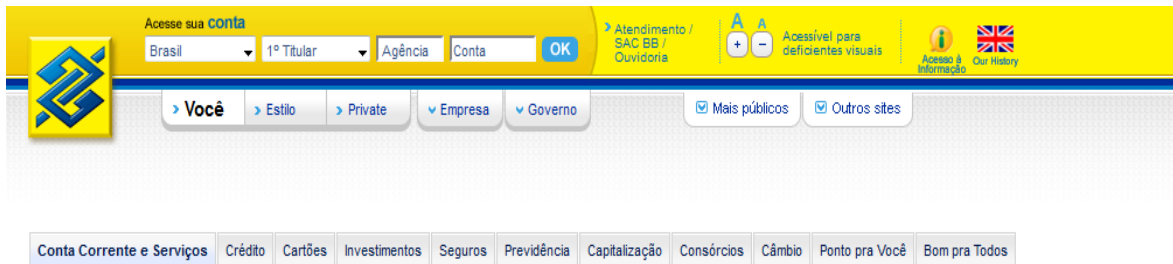 Acesse sua conta
Brasil 1º Titular Agência Conta OK
Atendimento /
SAC BB /
Ouvidoria
A A
+ −
Acessível para
deficientes visuais
Acesso à
Informação
Our History
Você Estilo Private Empresa Governo Mais públicos Outros sites
Conta Corrente e Serviços Crédito Cartões Investimentos Seguros Previdência Capitalização Consórcios Câmbio Ponto pra Você Bom pra Todos